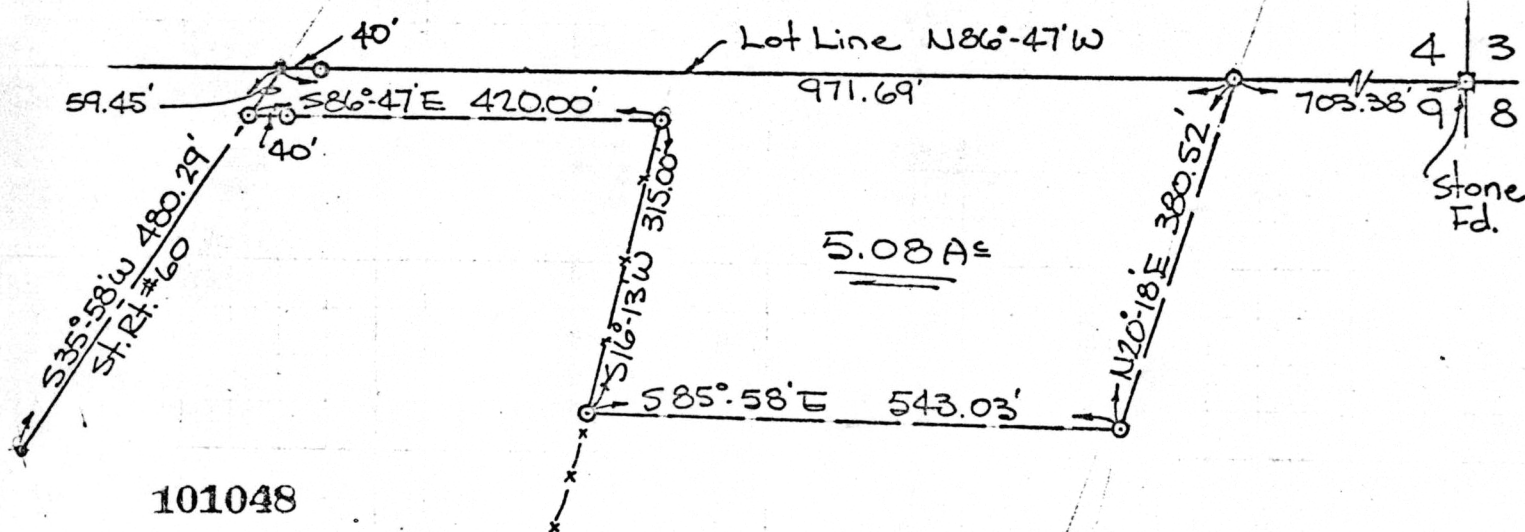 40'
Lot Line N86°-47'W
4 3
59.45'
S86°-47'E 420.00'
971.69'
703.38'
9 8
40'
Stone
Fd.
S35°-58'W 480.29'
St. Rt. #60
S16°-13'W 315.00'
5.08 Ac
N20°-18'E 380.52'
S85°-58'E 543.03'
101048